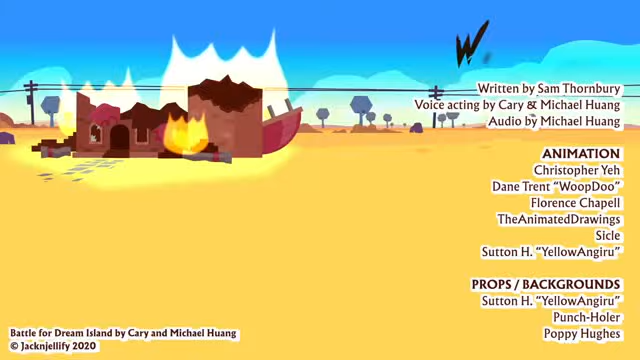 W.
Written by Sam Thornbury
Voice acting by Cary & Michael Huang
Audio by Michael Huang
ANIMATION
Christopher Yeh
Dane Trent “WoopDoo”
Florence Chapell
TheAnimatedDrawings
Sicle
Sutton H. “YellowAngiru”
PROPS / BACKGROUNDS
Sutton H. “YellowAngiru”
Punch-Holer
Poppy Hughes
Battle for Dream Island by Cary and Michael Huang
© Jacknjellify 2020